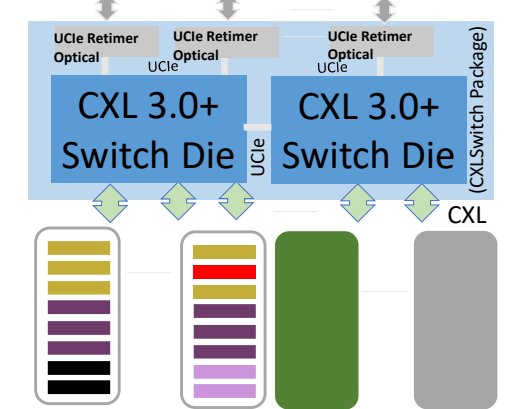 UCIe Retimer
Optical
UCIe Retimer
Optical
UCIe Retimer
Optical
UCIe
UCIe
CXL 3.0+
Switch Die
UCIe
CXL 3.0+
Switch Die
(CXLSwitch Package)
CXL